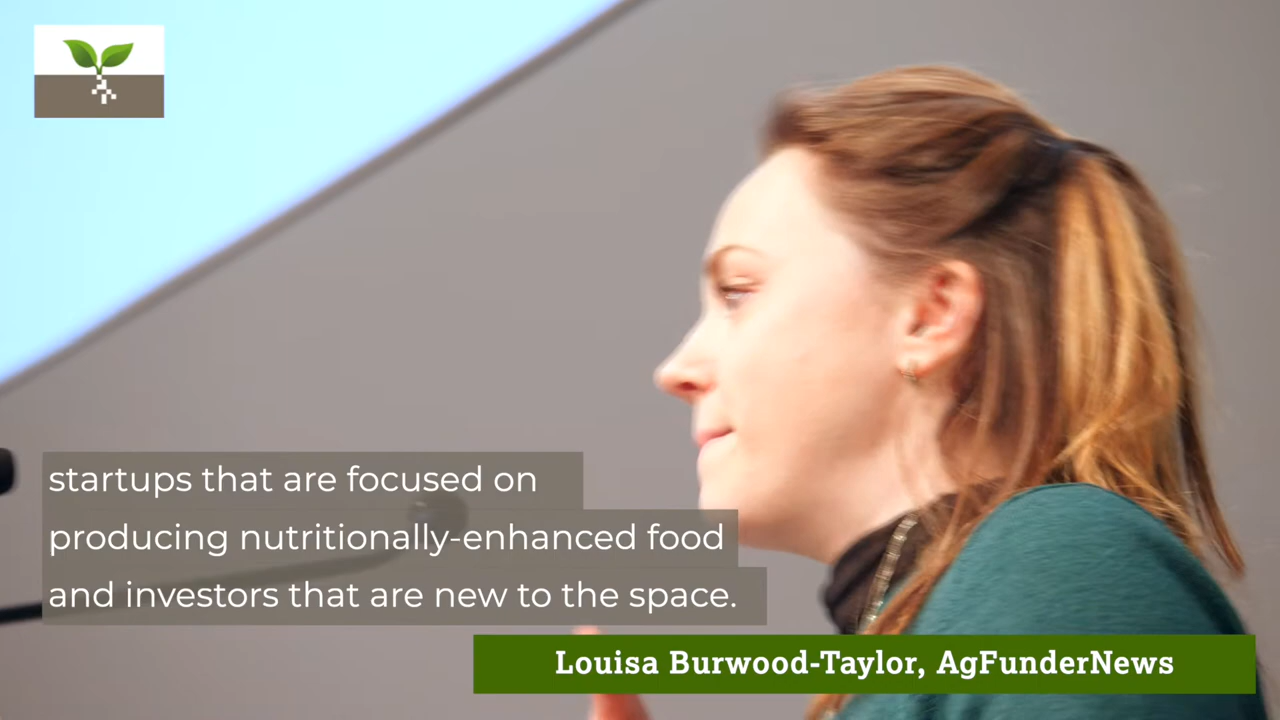 startups that are focused on
producing nutritionally-enhanced food
and investors that are new to the space.
Louisa Burwood-Taylor, AgFunderNews